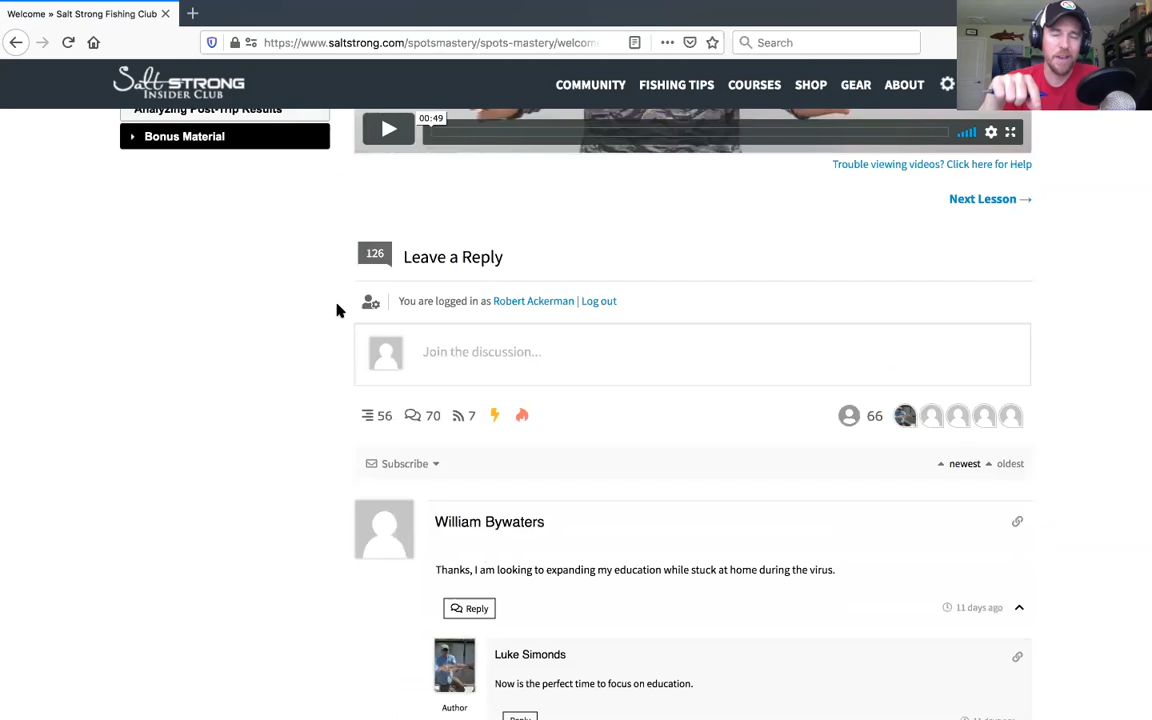 Welcome » Salt Strong Fishing Club
https://www.saltstrong.com/spotsmastery/spots-mastery/welcom
Search
Salt STRONG
INSIDER CLUB
COMMUNITY FISHING TIPS COURSES SHOP GEAR ABOUT
Analyzing Post-Trip Results
Bonus Material
00:49
Trouble viewing videos? Click here for Help
Next Lesson →
126 Leave a Reply
You are logged in as Robert Ackerman | Log out
Join the discussion...
56 70 7 66
Subscribe newest oldest
William Bywaters
Thanks, I am looking to expanding my education while stuck at home during the virus.
Reply 11 days ago
Luke Simonds
Now is the perfect time to focus on education.
Author
Reply 11 days ago